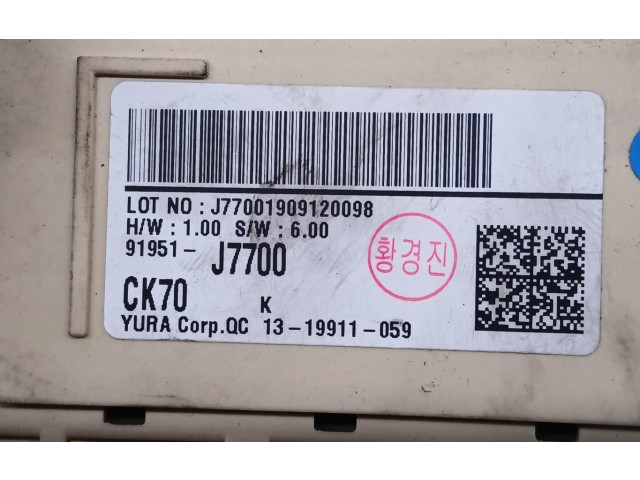 LOT NO : J77001909120098
H/W : 1.00 S/W : 6.00
91951- J7700
황경진
CK70 K
YURA Corp.QC 13-19911-059